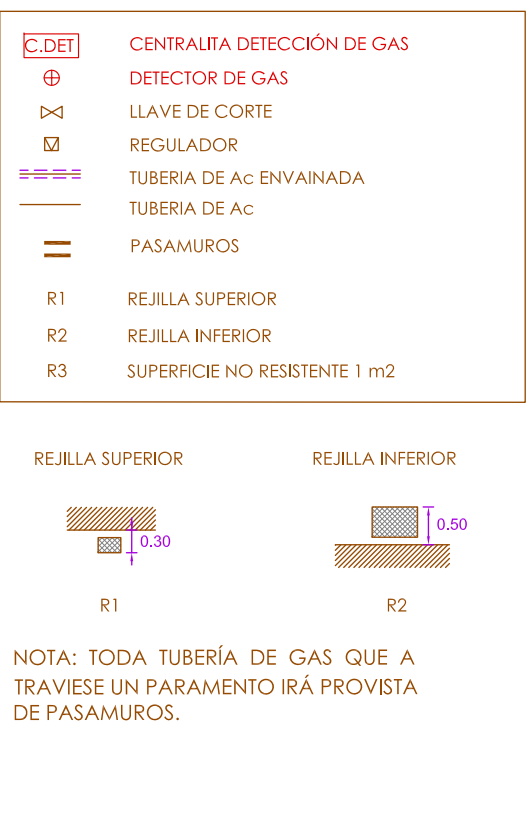 C.DET CENTRALITA DETECCIÓN DE GAS
DETECTOR DE GAS
LLAVE DE CORTE
REGULADOR
TUBERIA DE Ac ENVAINADA
TUBERIA DE Ac
PASAMUROS
R1 REJILLA SUPERIOR
R2 REJILLA INFERIOR
R3 SUPERFICIE NO RESISTENTE 1 m2
REJILLA SUPERIOR
0.30
R1
REJILLA INFERIOR
0.50
R2
NOTA: TODA TUBERÍA DE GAS QUE A
TRAVIESE UN PARAMENTO IRÁ PROVISTA
DE PASAMUROS.